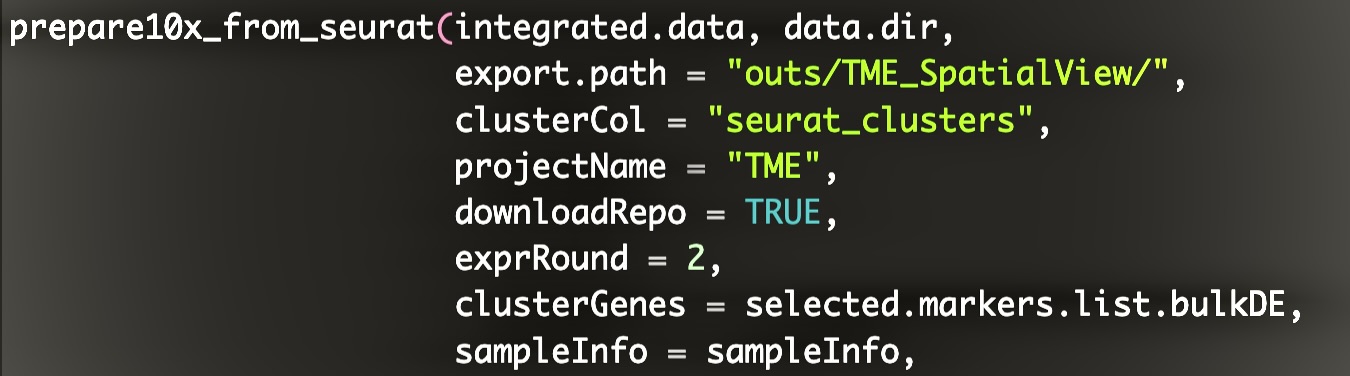 prepare10x_from_seurat(integrated.data, data.dir,
export.path = "outs/TME_SpatialView/",
clusterCol = "seurat_clusters",
projectName = "TME",
downloadRepo = TRUE,
exprRound = 2,
clusterGenes = selected.markers.list.bulkDE,
sampleInfo = sampleInfo,